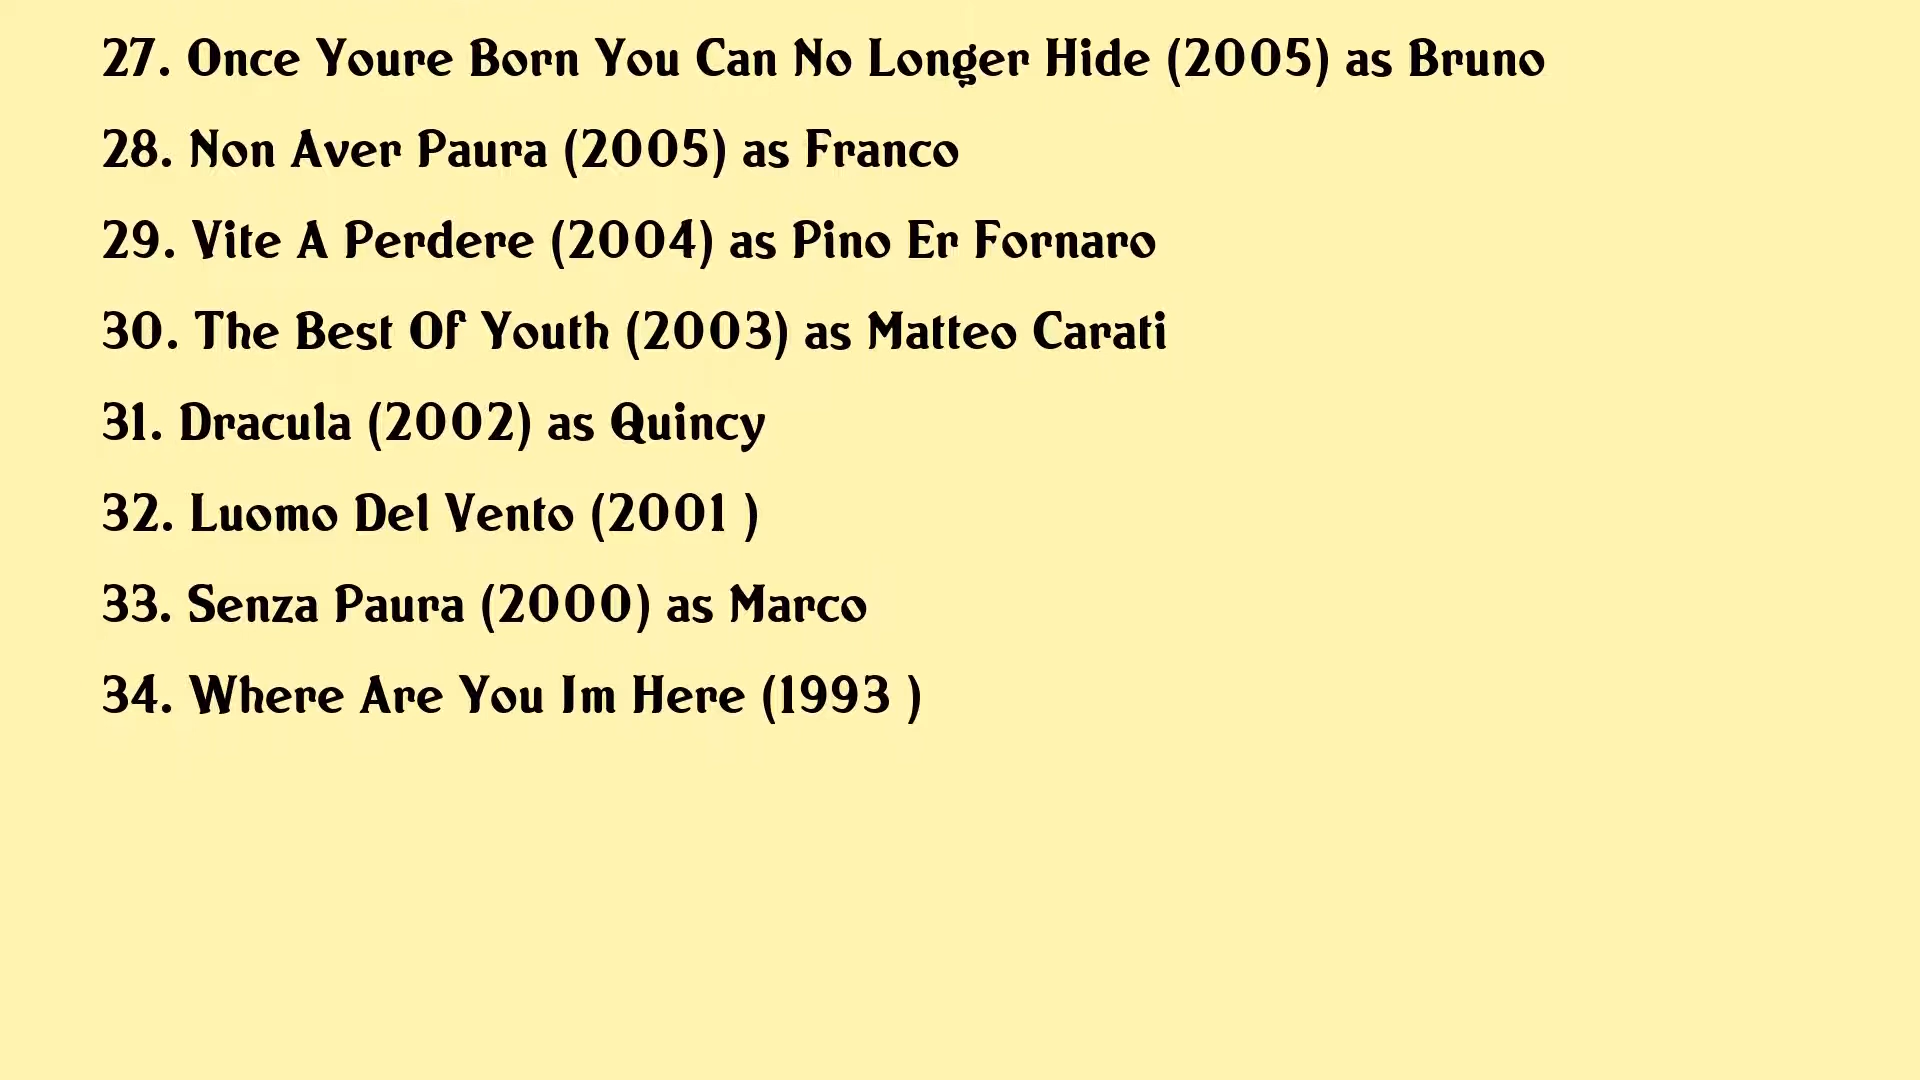 27. Once Youre Born You Can No Longer Hide (2005) as Bruno
28. Non Aver Paura (2005) as Franco
29. Vite A Perdere (2004) as Pino Er Fornaro
30. The Best Of Youth (2003) as Matteo Carati
31. Dracula (2002) as Quincy
32. Luomo Del Vento (2001 )
33. Senza Paura (2000) as Marco
34. Where Are You Im Here (1993 )